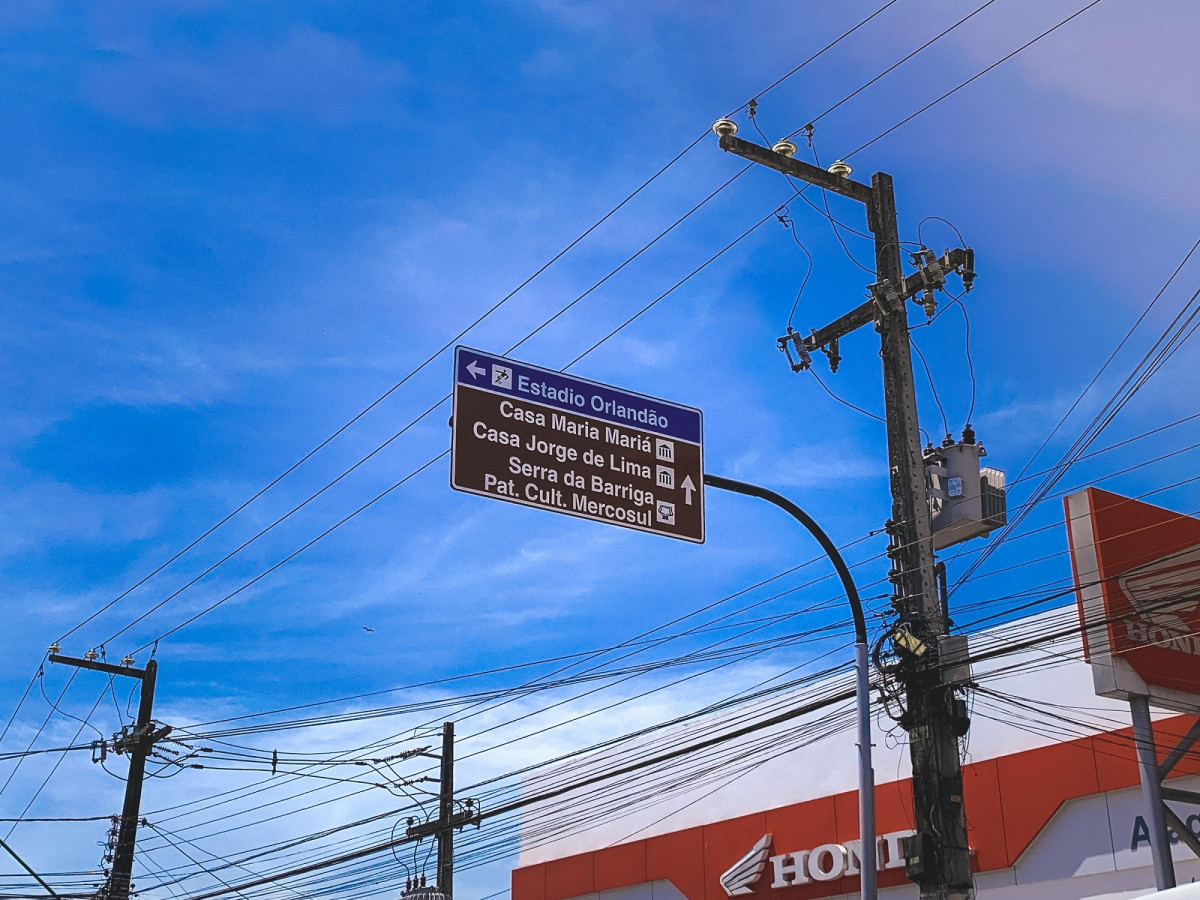 Estadio Orlandão
Casa Maria Mariá
Casa Jorge de Lima
Serra da Barriga
Pat. Cult. Mercosul
HONDA